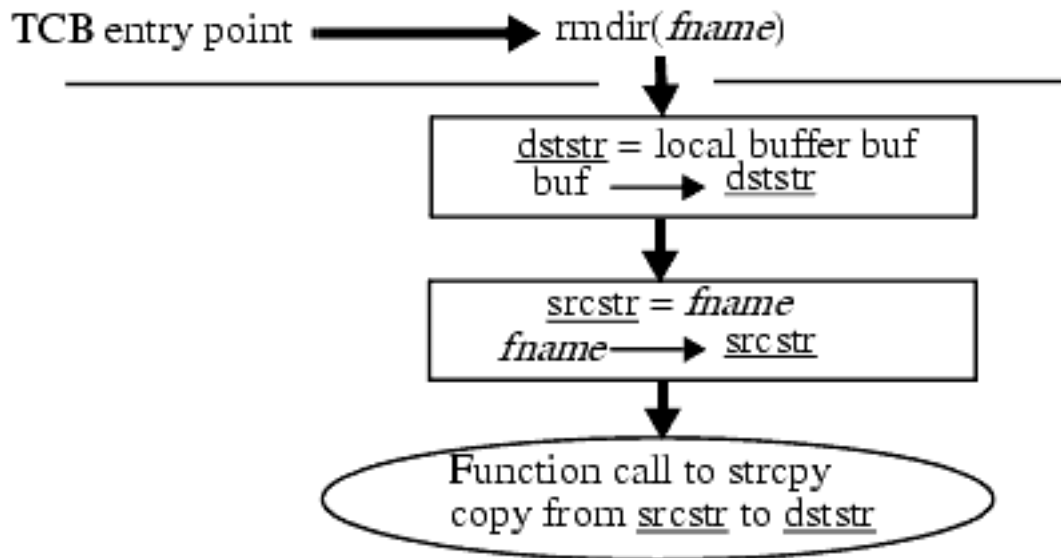 TCB entry point rmdir(fname)
dststr = local buffer buf
buf dststr
srcstr = fname
fname srcstr
Function call to strcpy
copy from srcstr to dststr